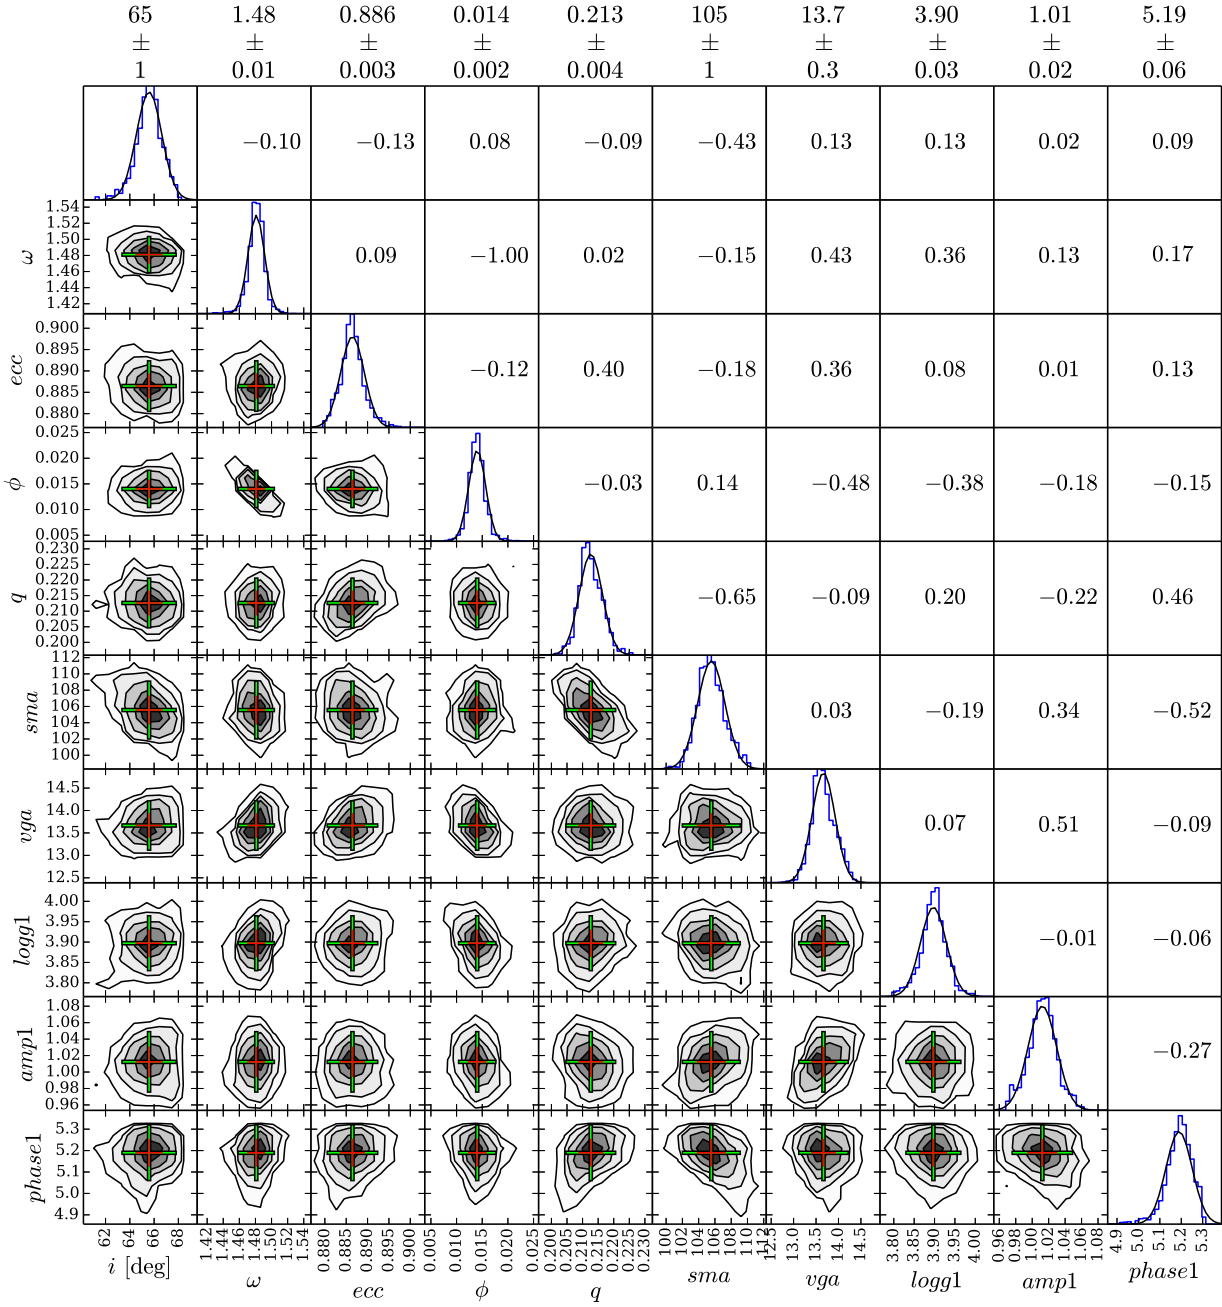 65 1.48 0.886 0.014 0.213 105 13.7 3.90 1.01 5.19
± ± ± ± ± ± ± ± ± ±
1 0.01 0.003 0.002 0.004 1 0.3 0.03 0.02 0.06
−0.10 −0.13 0.08 −0.09 −0.43 0.13 0.13 0.02 0.09
1.54
1.52
1.50
1.48
1.46
1.44
1.42
ω
0.09 −1.00 0.02 −0.15 0.43 0.36 0.13 0.17
0.900
0.895
0.890
0.885
0.880
ecc
−0.12 0.40 −0.18 0.36 0.08 0.01 0.13
0.025
0.020
0.015
0.010
0.005
ϕ
−0.03 0.14 −0.48 −0.38 −0.18 −0.15
0.230
0.225
0.220
0.215
0.210
0.205
0.200
q
−0.65 −0.09 0.20 −0.22 0.46
112
110
108
106
104
102
100
sma
0.03 −0.19 0.34 −0.52
14.5
14.0
13.5
13.0
12.5
vga
0.07 0.51 −0.09
4.00
3.95
3.90
3.85
3.80
logg1
−0.01 −0.06
1.08
1.06
1.04
1.02
1.00
0.98
0.96
amp1
−0.27
5.3
5.2
5.1
5.0
4.9
phase1
62 64 66 68
1.42 1.44 1.46 1.48 1.50 1.52 1.54
0.880 0.885 0.890 0.895 0.900
0.005 0.010 0.015 0.020 0.025
0.200 0.205 0.210 0.215 0.220 0.225 0.230
100 102 104 106 108 110 112
12.5 13.0 13.5 14.0 14.5
3.80 3.85 3.90 3.95 4.00
0.96 0.98 1.00 1.02 1.04 1.06 1.08
4.9 5.0 5.1 5.2 5.3
i [deg] ω ecc ϕ q sma vga logg1 amp1 phase1